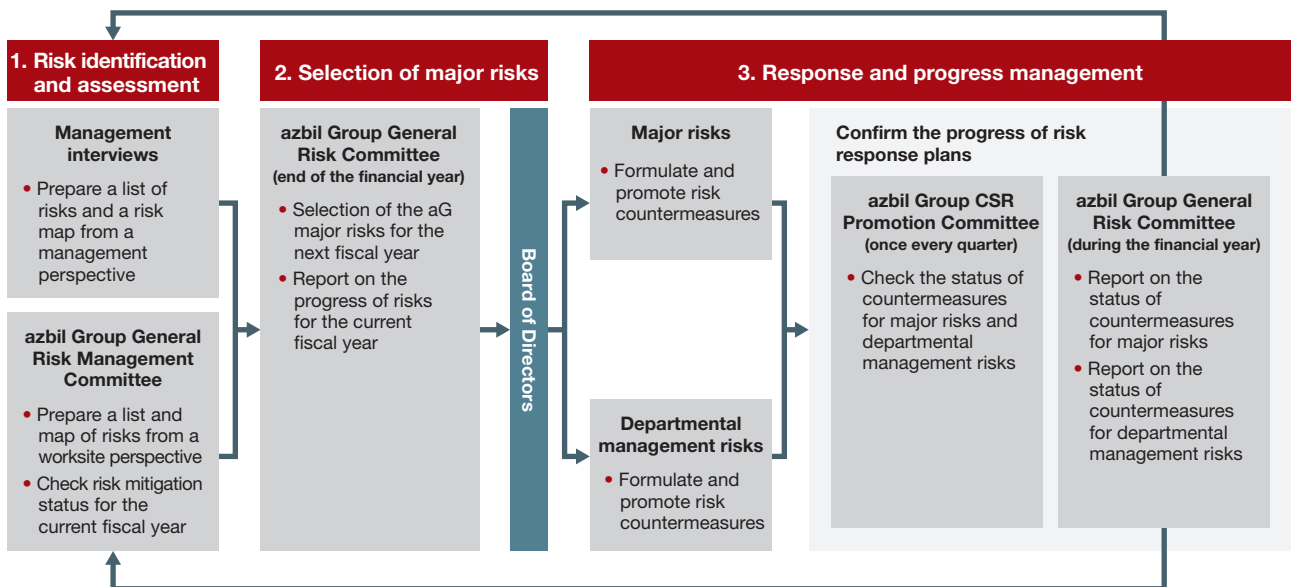 1. Risk identification
and assessment
2. Selection of major risks
3. Response and progress management
Management
interviews
• Prepare a list of
risks and a risk
map from a
management
perspective
azbil Group General
Risk Management
Committee
• Prepare a list and
map of risks from a
worksite perspective
• Check risk mitigation
status for the
current fiscal year
azbil Group General
Risk Committee
(end of the financial year)
• Selection of the aG
major risks for the
next fiscal year
• Report on the
progress of risks
for the current
fiscal year
Board of Directors
Major risks
• Formulate and
promote risk
countermeasures
Departmental
management risks
• Formulate and
promote risk
countermeasures
Confirm the progress of risk
response plans
azbil Group CSR
Promotion Committee
(once every quarter)
• Check the status of
countermeasures
for major risks and
departmental
management risks
azbil Group General
Risk Committee
(during the financial year)
• Report on the
status of
countermeasures
for major risks
• Report on the
status of
countermeasures
for departmental
management risks